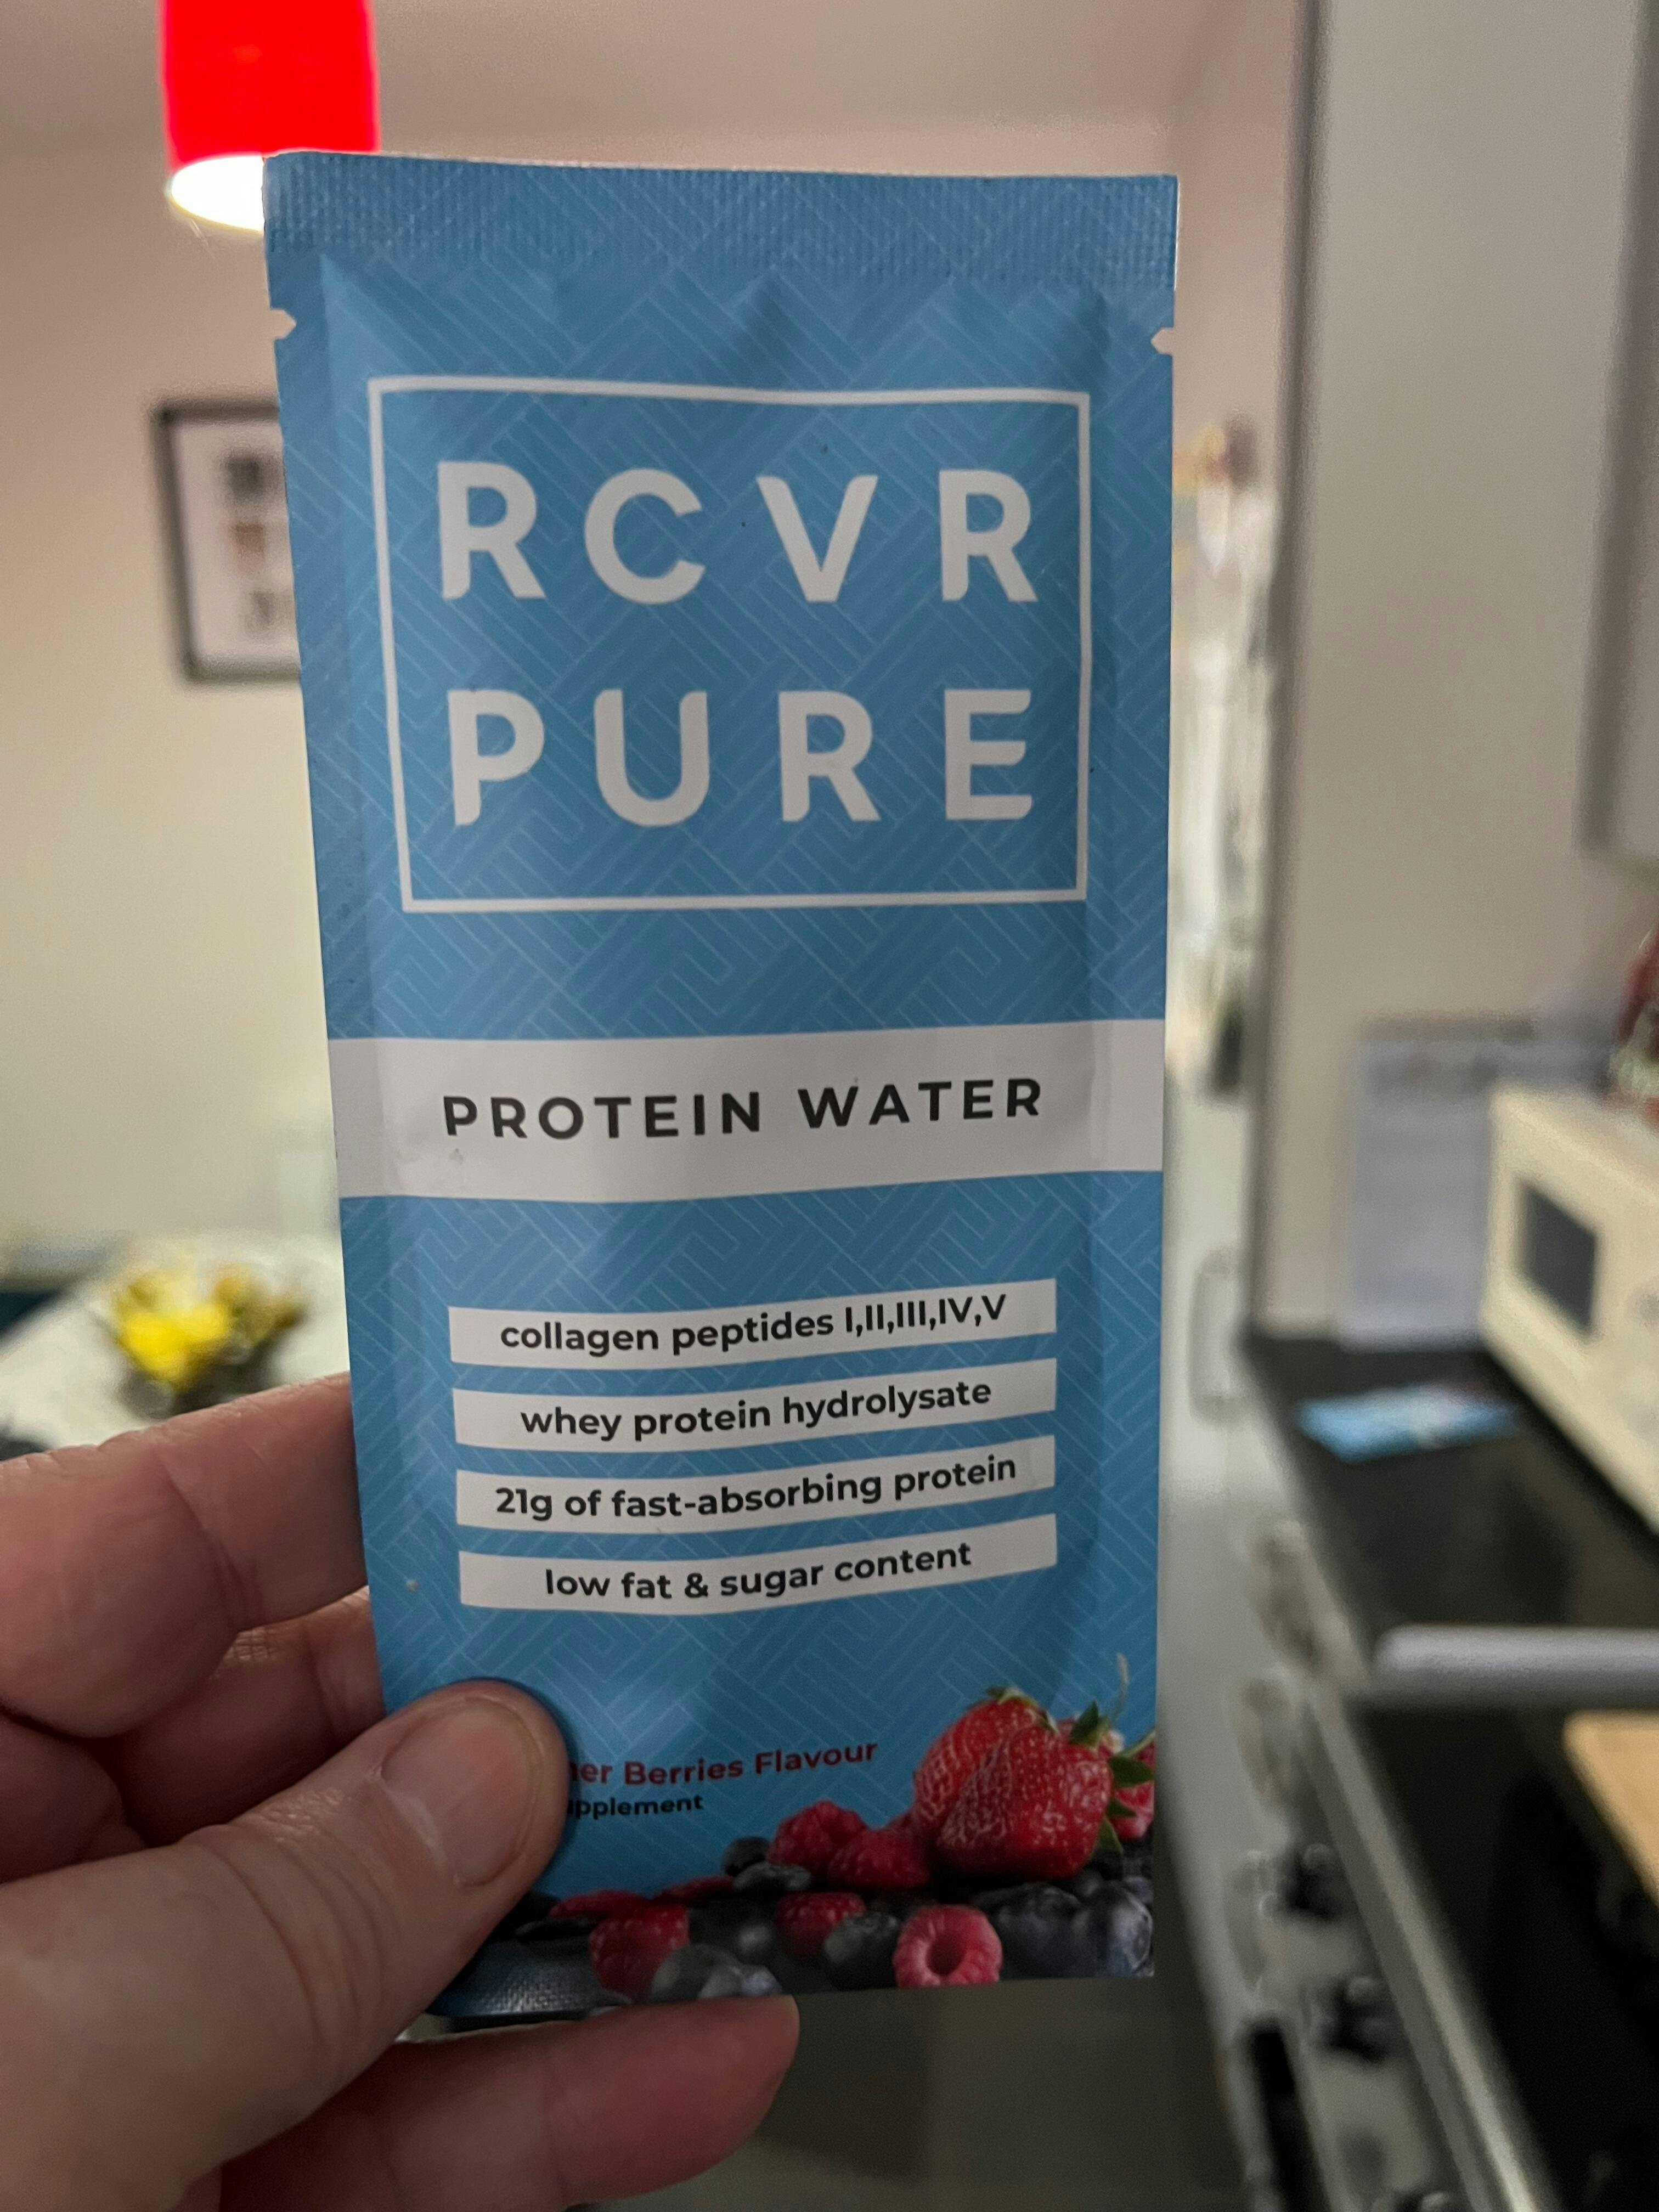 RCVR
PURE
PROTEIN WATER
collagen peptides I,II,III,IV,V
whey protein hydrolysate
21g of fast-absorbing protein
low fat & sugar content
Berries Flavour